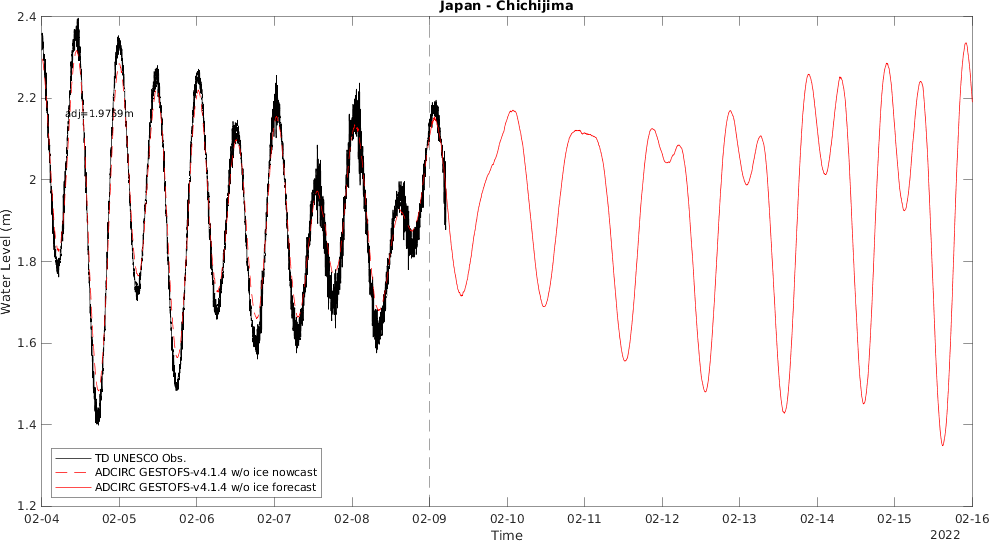 Japan - Chichijima
2.4
2.2
2
1.8
1.6
1.4
1.2
Water Level (m)
adj=1.9759m
TD UNESCO Obs.
ADCIRC GESTOFS-v4.1.4 w/o ice nowcast
ADCIRC GESTOFS-v4.1.4 w/o ice forecast
02-04 02-05 02-06 02-07 02-08 02-09 02-10 02-11 02-12 02-13 02-14 02-15 02-16
Time
2022